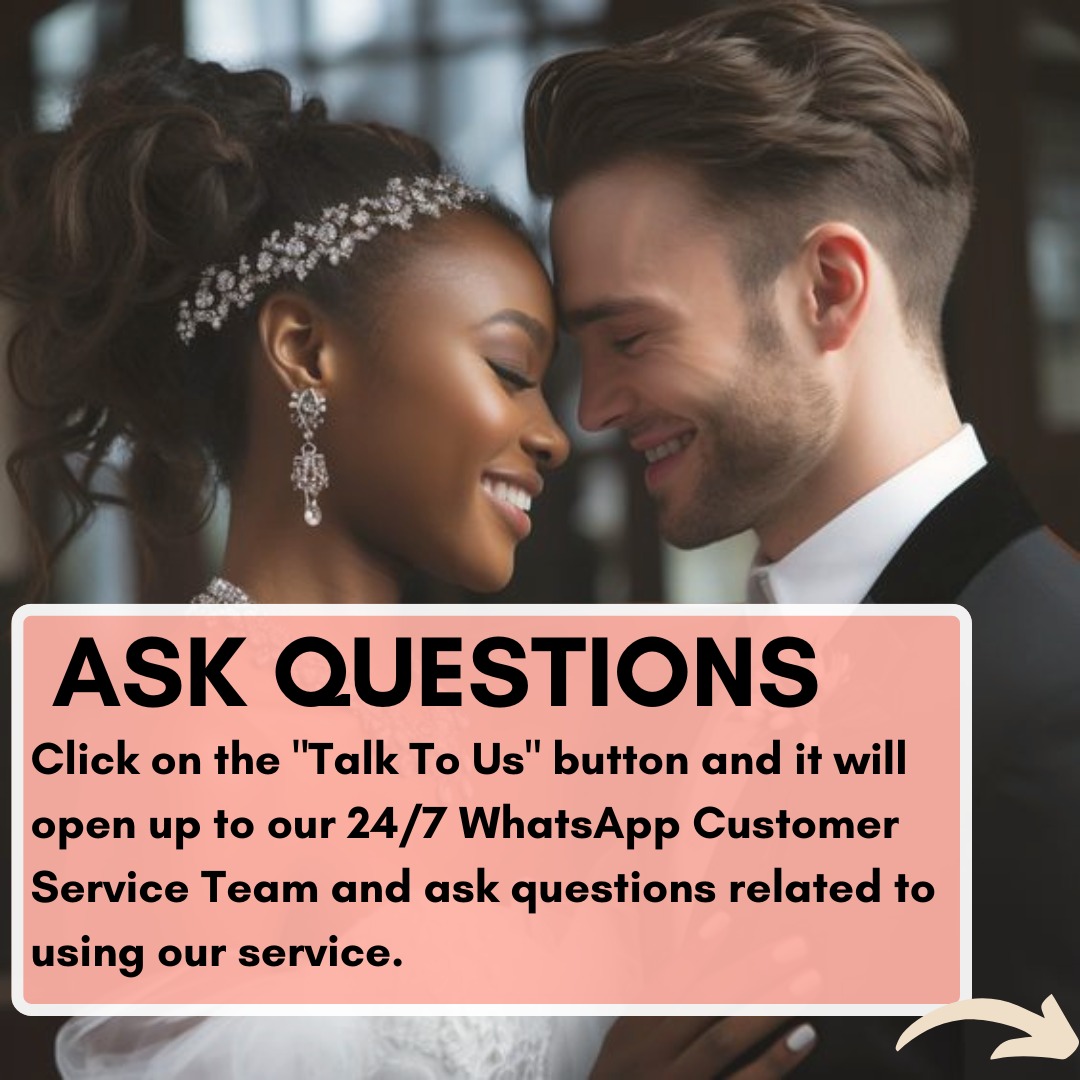 ASK QUESTIONS
Click on the "Talk To Us" button and it will
open up to our 24/7 WhatsApp Customer
Service Team and ask questions related to
using our service.